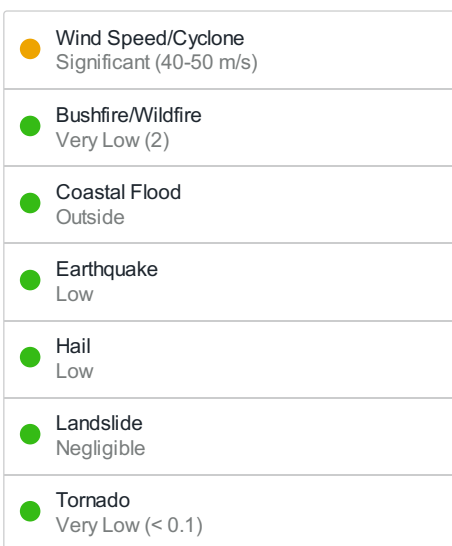 Wind Speed/Cyclone
Significant (40-50 m/s)
Bushfire/Wildfire
Very Low (2)
Coastal Flood
Outside
Earthquake
Low
Hail
Low
Landslide
Negligible
Tornado
Very Low (< 0.1)